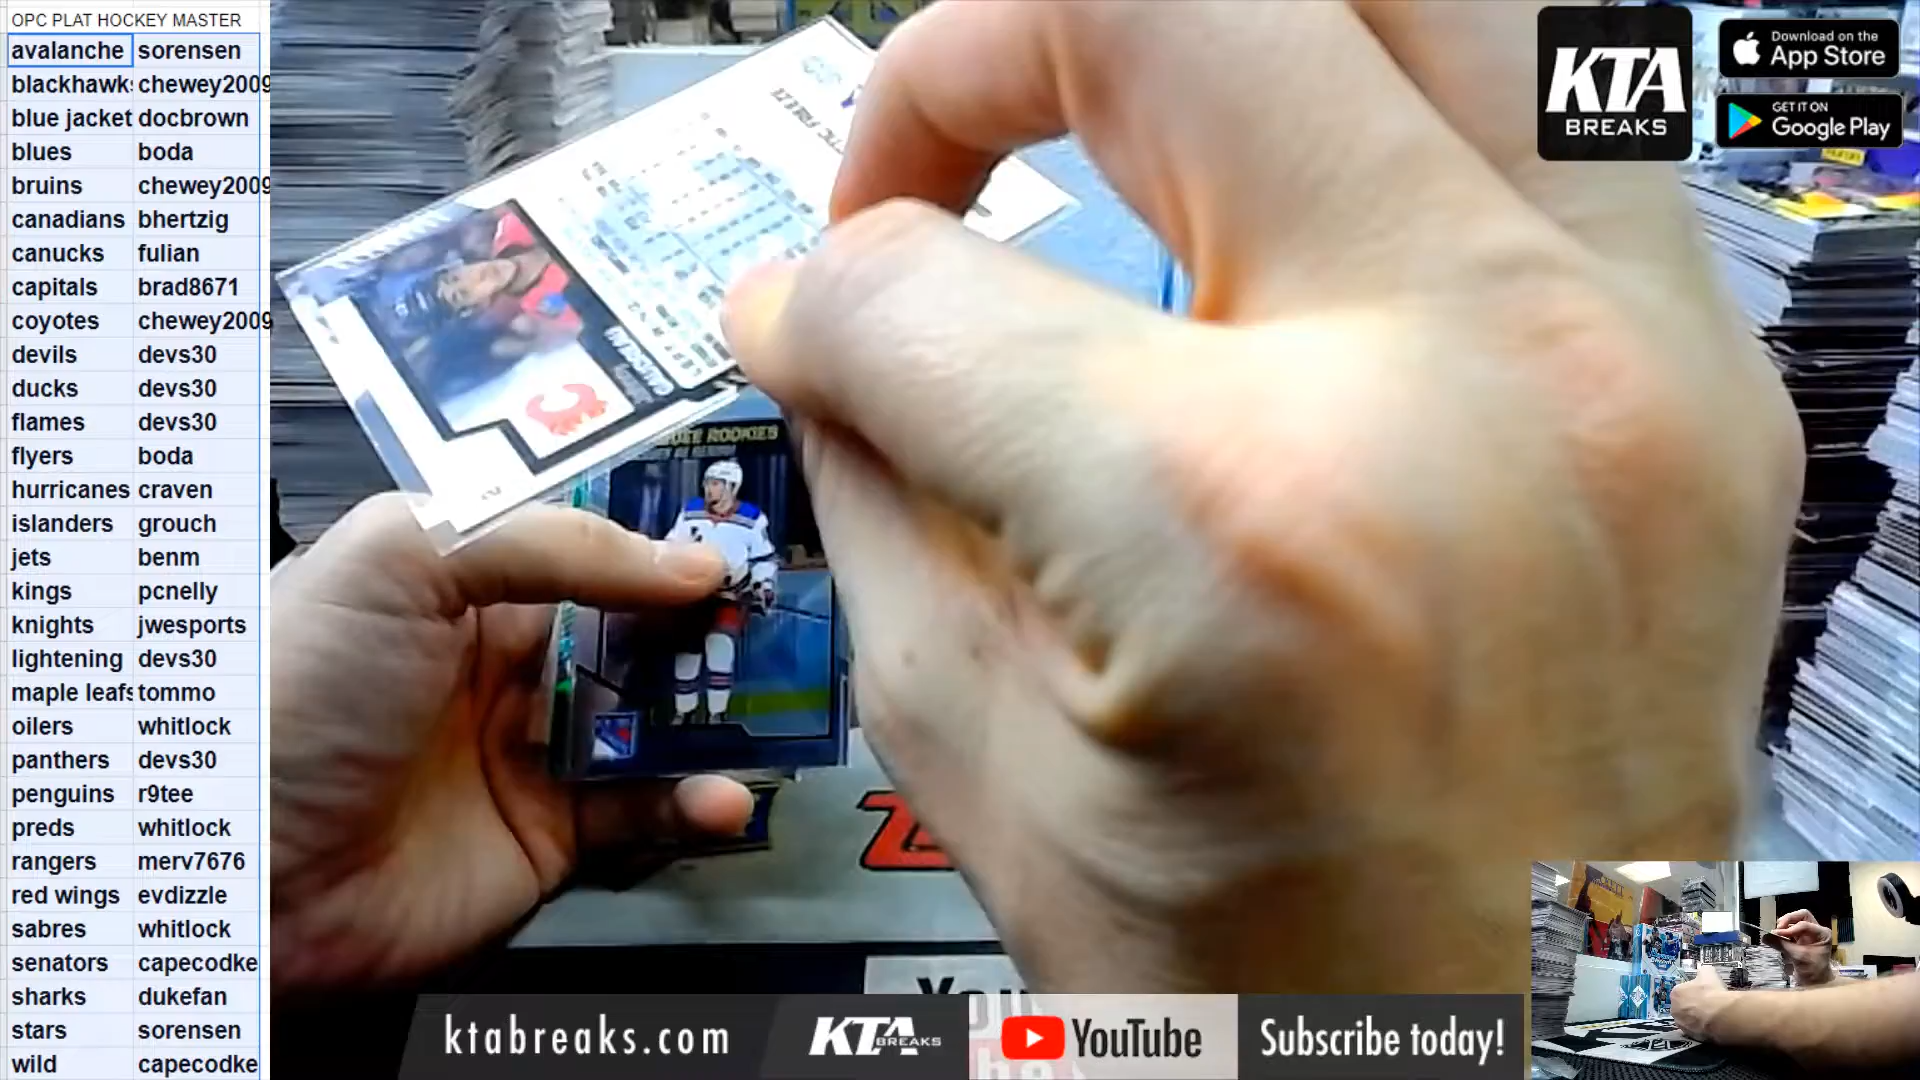 OPC PLAT HOCKEY MASTER
avalanche sorensen
blackhawk chewey2009
blue jacket docbrown
blues boda
bruins chewey2009
canadians bhertzig
canucks fulian
capitals brad8671
coyotes chewey2009
devils devs30
ducks devs30
flames devs30
flyers boda
hurricanes craven
islanders grouch
jets benm
kings pcnelly
knights jwesports
lightening devs30
maple leafs tommo
oilers whitlock
panthers devs30
penguins r9tee
preds whitlock
rangers merv7676
red wings evdizzle
sabres whitlock
senators capecodke
sharks dukefan
stars sorensen
wild capecodke
KTA
BREAKS
Download on the
App Store
GET IT ON
Google Play
ROOKIES
You
ktabreaks.com
KTA
BREAKS
YouTube
Subscribe today!